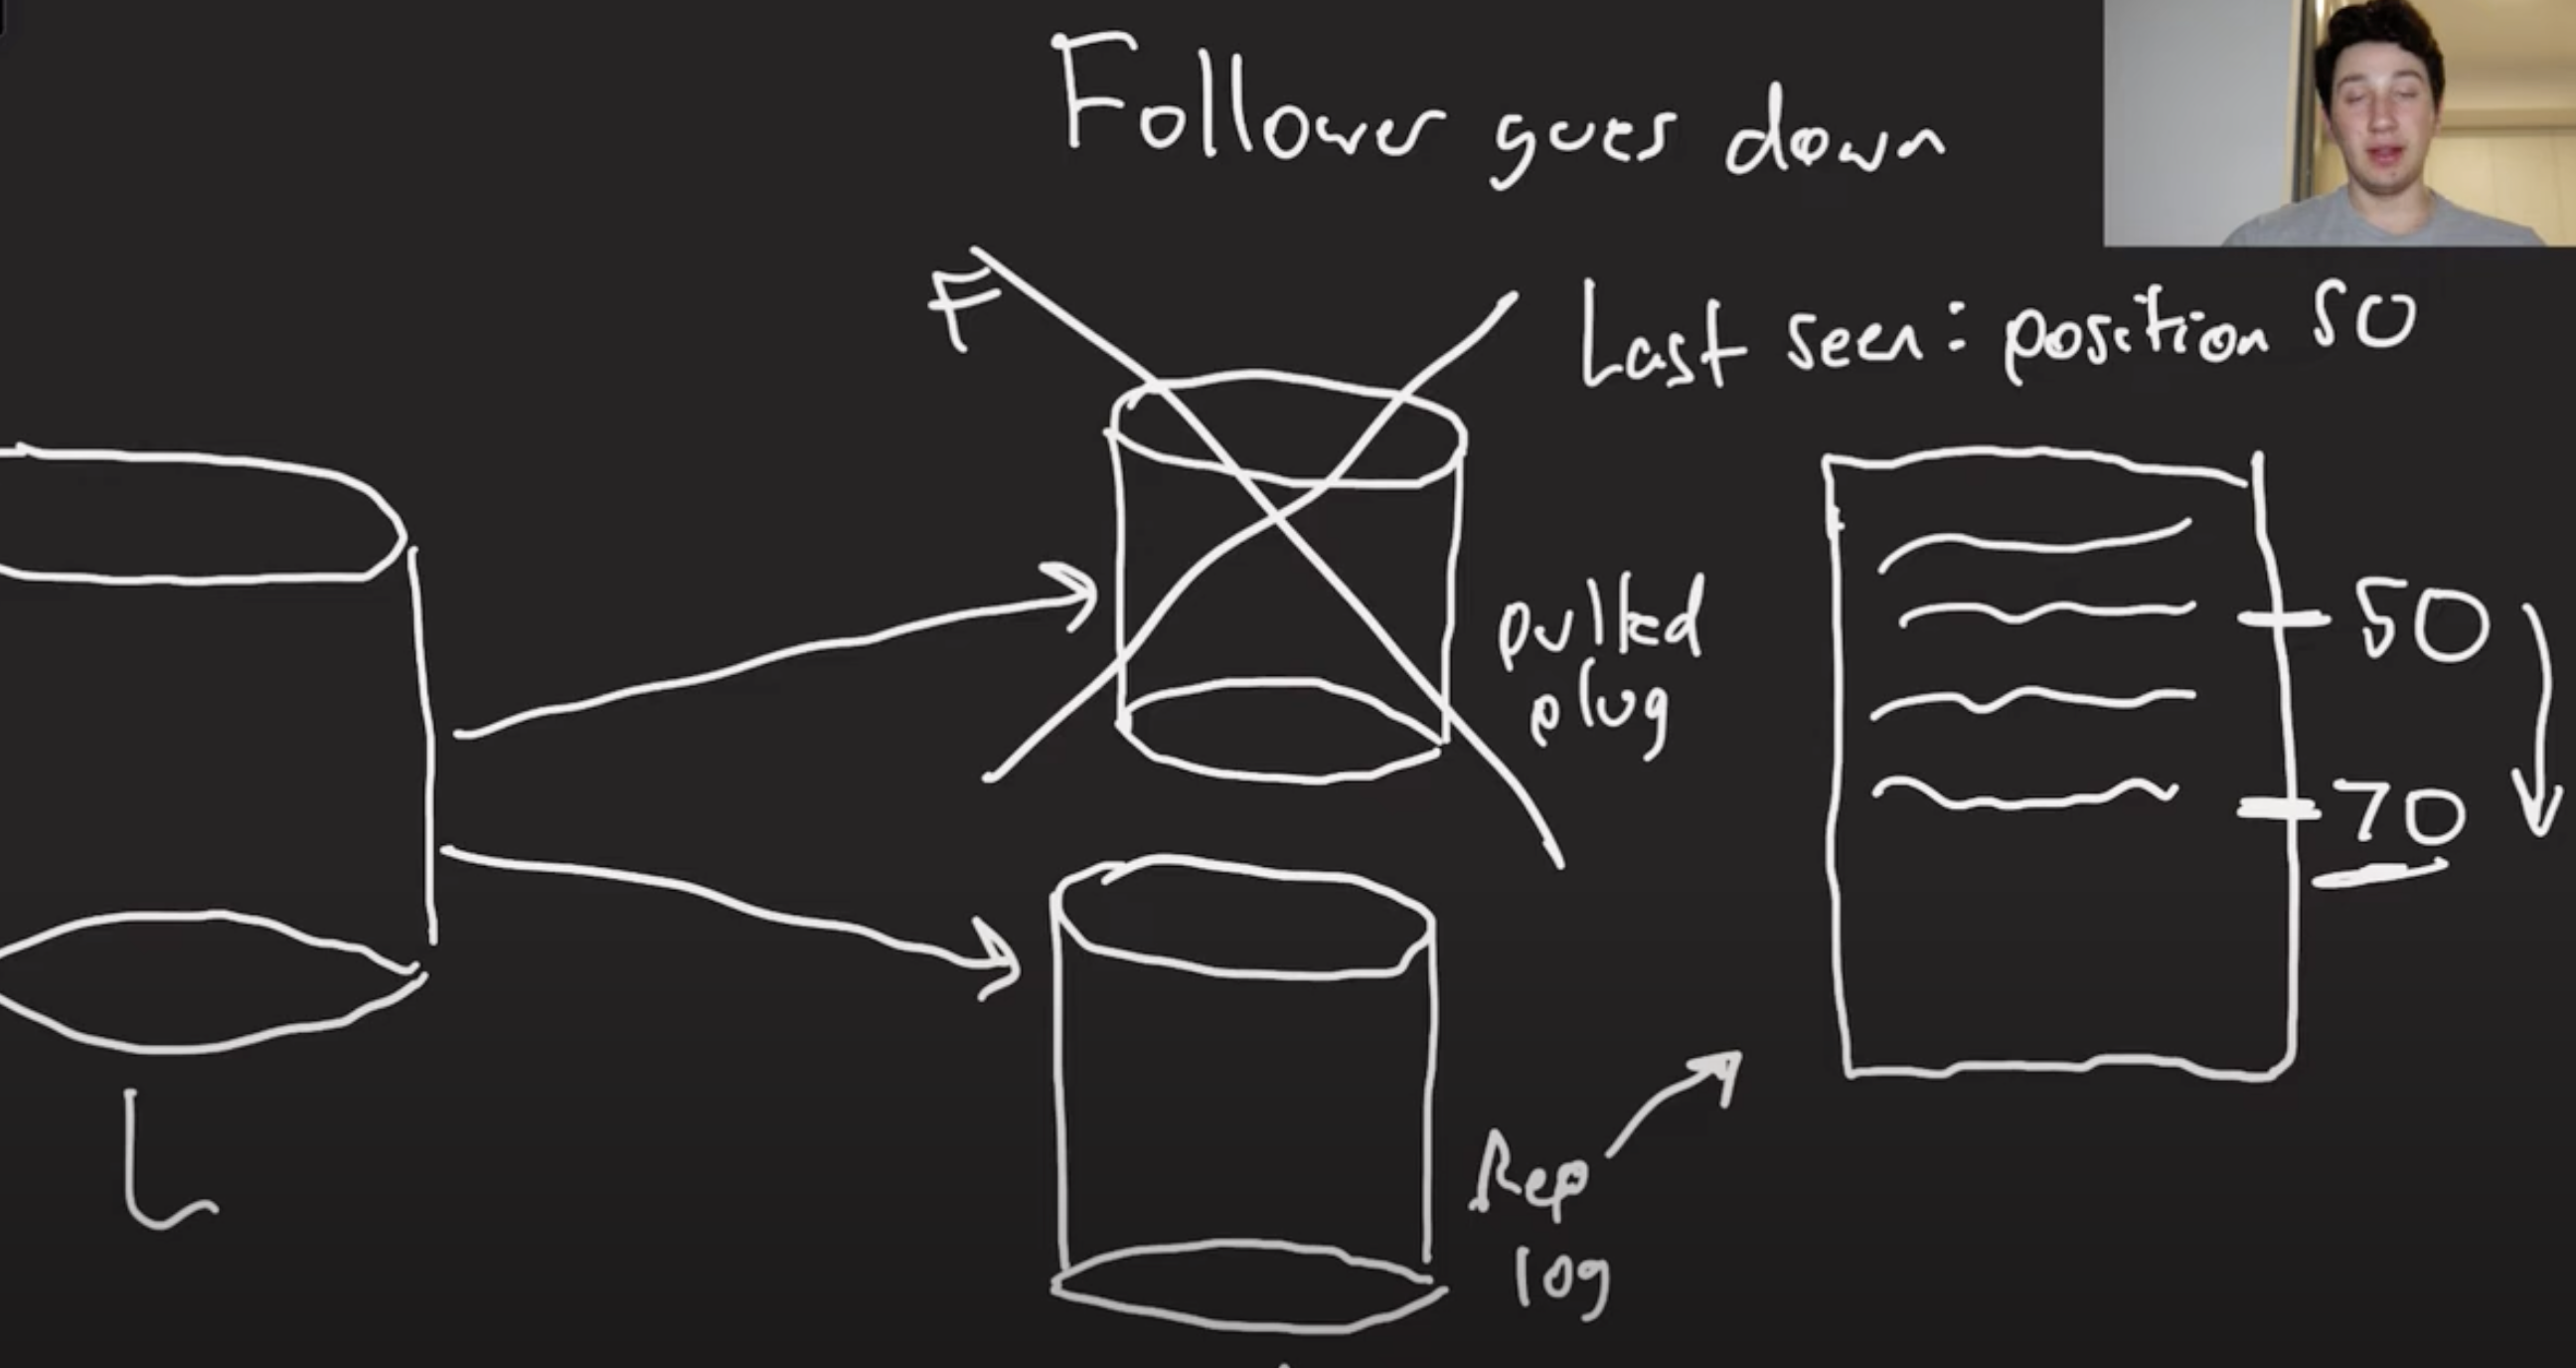 Follower goes down
F
Last seen: position 50
pulled
plug
50
70
Rep
log
L